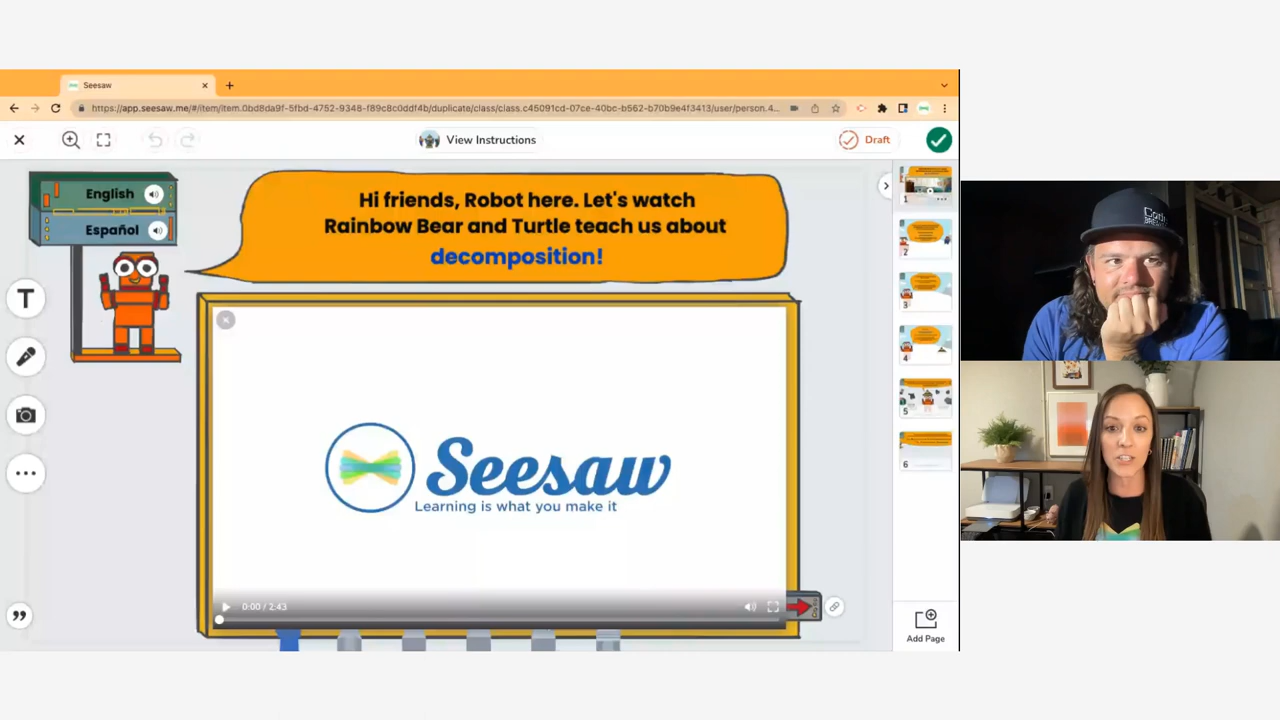 Seesaw
https://app.seesaw.me/#/item/item.0bd8da9f-5fbd-4752-9348-f89c8c0ddf4b/duplicate/class/class.c45091cd-07ce-40bc-b562-b70b9e4f3413/user/person.4...
View Instructions
Draft
English
Español
Hi friends, Robot here. Let's watch
Rainbow Bear and Turtle teach us about
decomposition!
T
Seesaw
Learning is what you make it
0:00 / 2:43
1
2
3
4
5
6
Add Page